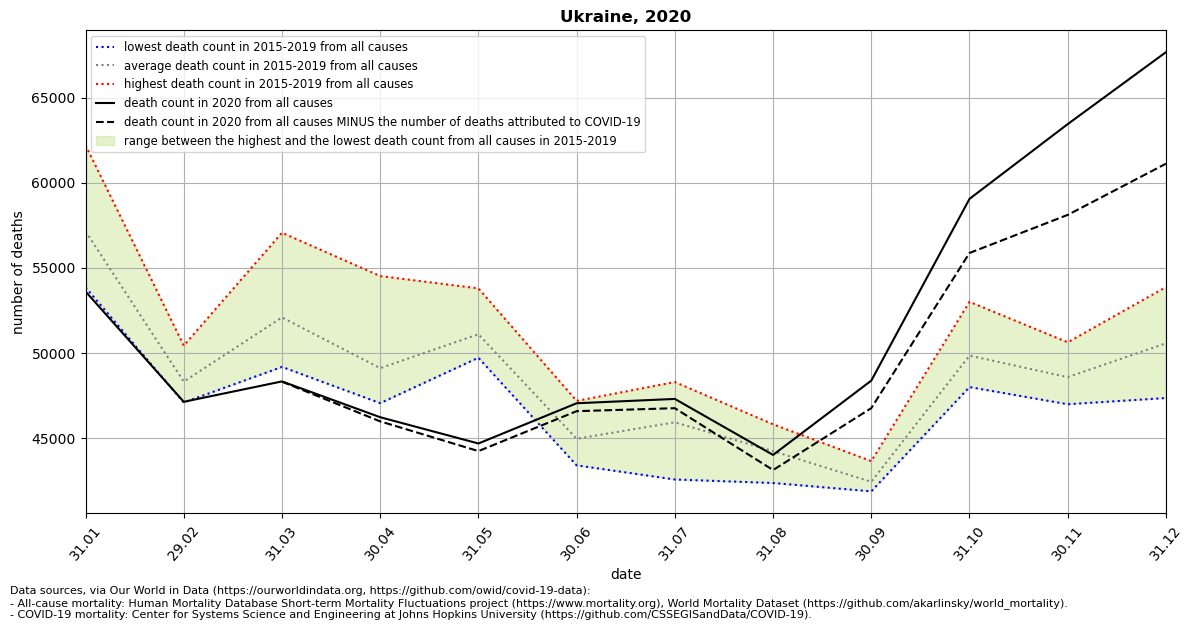 Ukraine, 2020
lowest death count in 2015-2019 from all causes
average death count in 2015-2019 from all causes
highest death count in 2015-2019 from all causes
death count in 2020 from all causes
death count in 2020 from all causes MINUS the number of deaths attributed to COVID-19
range between the highest and the lowest death count from all causes in 2015-2019
number of deaths
65000
60000
55000
50000
45000
31.01
29.02
31.03
30.04
31.05
30.06
31.07
31.08
30.09
31.10
30.11
31.12
date
Data sources, via Our World in Data (https://ourworldindata.org, https://github.com/owid/covid-19-data):
- All-cause mortality: Human Mortality Database Short-term Mortality Fluctuations project (https://www.mortality.org), World Mortality Dataset (https://github.com/akarlinsky/world_mortality).
- COVID-19 mortality: Center for Systems Science and Engineering at Johns Hopkins University (https://github.com/CSSEGISandData/COVID-19).